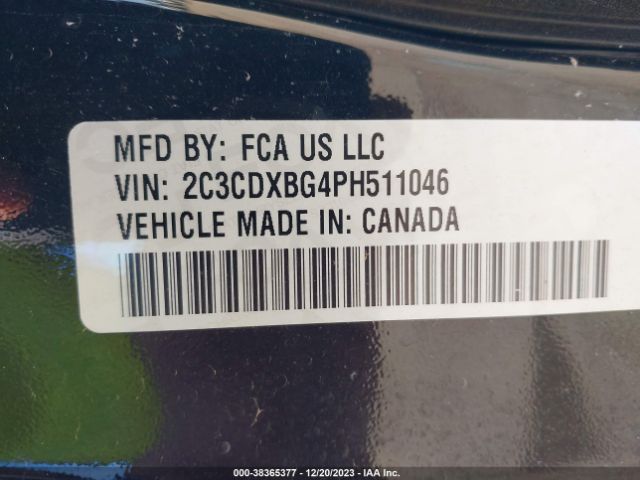 MFD BY: FCA US LLC
VIN: 2C3CDXBG4PH511046
VEHICLE MADE IN: CANADA
000-38365377 - 12/20/2023 - IAA Inc.